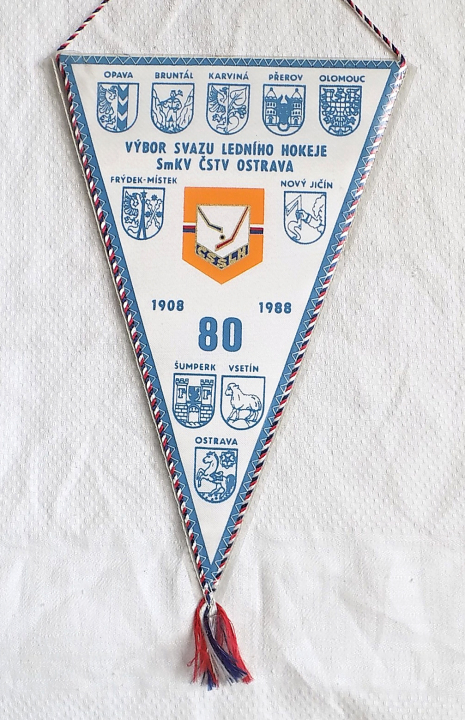 OPAVA BRUNTÁL KARVINÁ PŘEROV OLOMOUC
VÝBOR SVAZU LEDNÍHO HOKEJE
SmKV ČSTV OSTRAVA
FRÝDEK-MÍSTEK NOVÝ JIČÍN
ČSSLH
1908 1988
80
ŠUMPERK VSETÍN
OSTRAVA